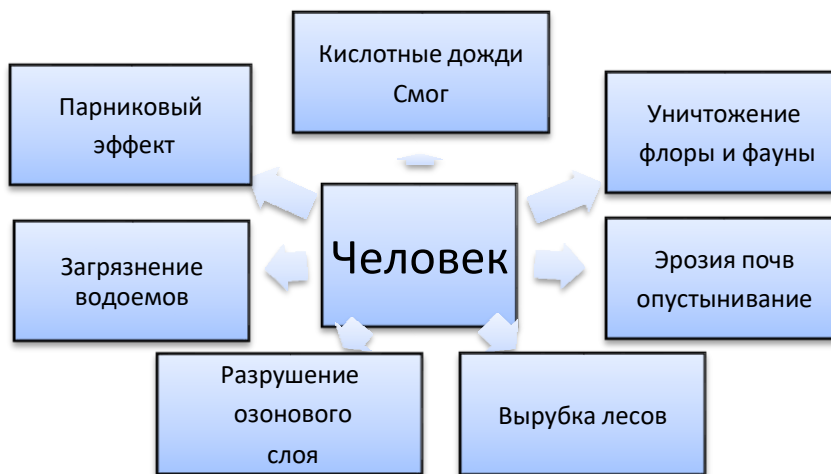 Кислотные дожди
Смог
Парниковый
эффект
Уничтожение
флоры и фауны
Человек
Загрязнение
водоемов
Эрозия почв
опустынивание
Разрушение
озонового
слоя
Вырубка лесов